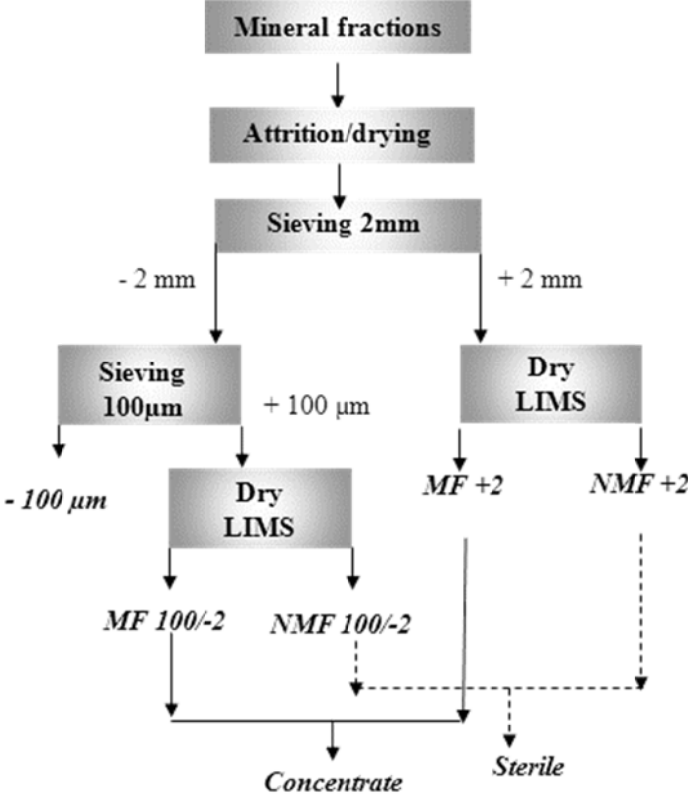 Mineral fractions
Attrition/drying
Sieving 2mm
- 2 mm
+ 2 mm
Sieving
100µm
+ 100 µm
Dry
LIMS
- 100 µm
Dry
LIMS
MF +2
NMF +2
MF 100/-2
NMF 100/-2
Concentrate
Sterile